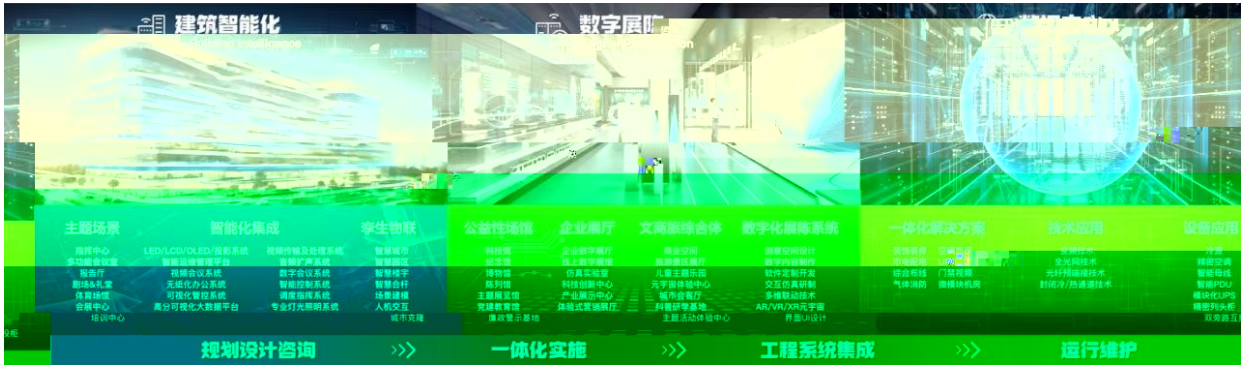 建筑智能化
数字展陈
主题场景 智能化集成 孪生物联 公益性场馆 企业展厅 文商旅综合体 数字化展陈系统 一体化解决方案 技术应用 设备应用
指挥中心 LED/LCD/OLED/投影系统 视频传输及处理系统 智慧城市 科技馆 企业数字展厅 商业空间 创意空间设计 装饰装修
多功能会议室 智能运维管理平台 音频扩声系统 智慧园区 纪念馆 线上数字展馆 旅游景区展厅 数字内容制作 全光网技术 精密空调
报告厅 视频会议系统 数字会议系统 智慧楼宇 博物馆 仿真实验室 儿童主题乐园 软件定制开发 综合布线 门禁视频 光纤预端接技术 智能母线
剧场&礼堂 无纸化办公系统 智能控制系统 智慧合杆 陈列馆 科技创新中心 元宇宙体验中心 交互仿真研制 气体消防 微模块机房 封闭冷/热通道技术 智能PDU
体育场馆 可视化管控系统 调度指挥系统 场景建模 主题展览馆 产业展示中心 城市会客厅 多维联动技术 模块化UPS
会展中心 高分可视化大数据平台 专业灯光照明系统 人机交互 党建教育馆 体验式营销展厅 科普研学基地 AR/VR/XR元宇宙 精密列头柜
培训中心 城市克隆 廉政警示基地 主题活动体验中心 界面UI设计
规划设计咨询 一体化实施 工程系统集成 运行维护